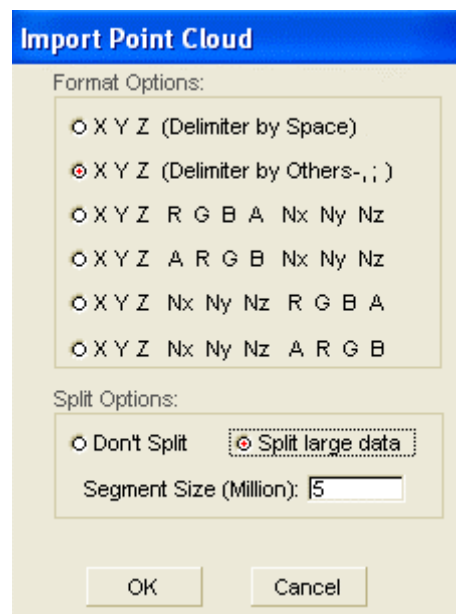 Import Point Cloud
Format Options:
X Y Z (Delimiter by Space)
X Y Z (Delimiter by Others-, ; )
X Y Z R G B A Nx Ny Nz
X Y Z A R G B Nx Ny Nz
X Y Z Nx Ny Nz R G B A
X Y Z Nx Ny Nz A R G B
Split Options:
Don't Split Split large data
Segment Size (Million): 5
OK Cancel